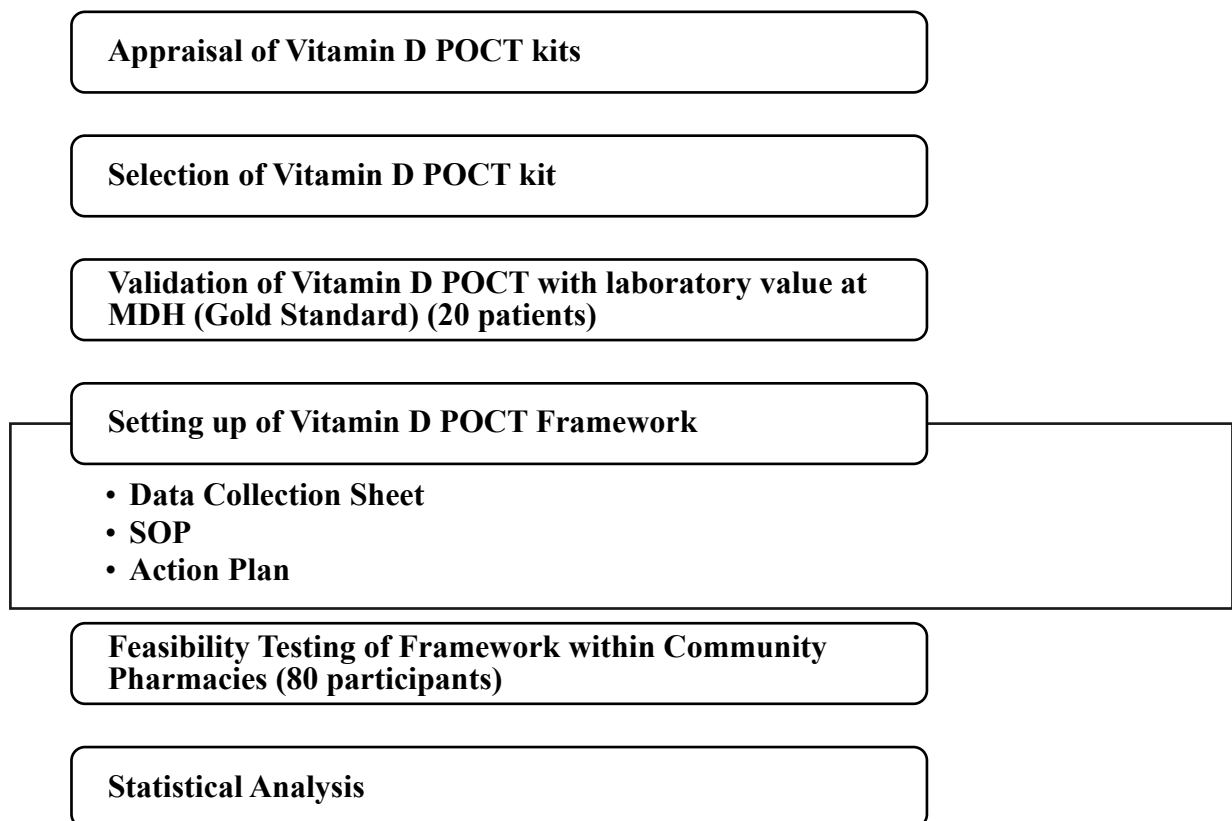 Appraisal of Vitamin D POCT kits
Selection of Vitamin D POCT kit
Validation of Vitamin D POCT with laboratory value at
MDH (Gold Standard) (20 patients)
Setting up of Vitamin D POCT Framework
• Data Collection Sheet
• SOP
• Action Plan
Feasibility Testing of Framework within Community
Pharmacies (80 participants)
Statistical Analysis